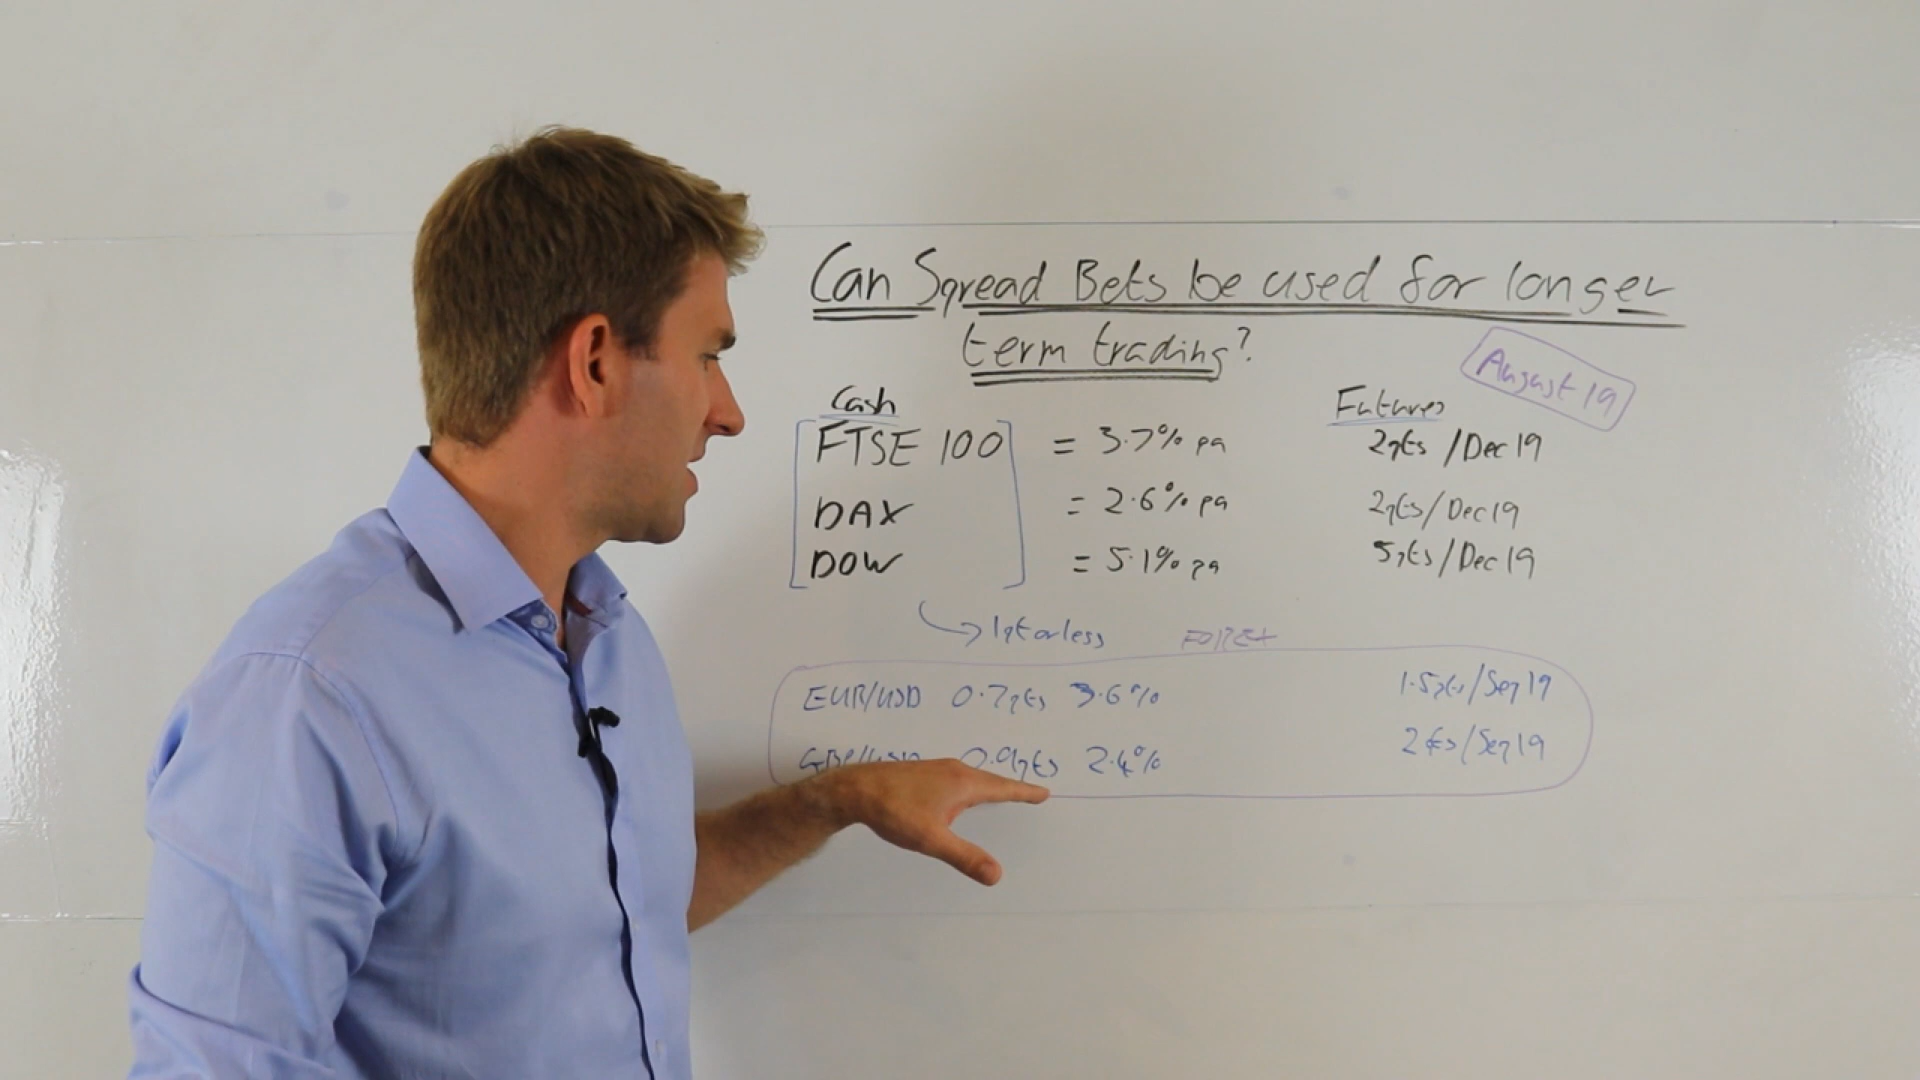 Can Spread Bets be used for longer
term trading?
August 19
Cash
Futures
FTSE 100 = 3.7% pa 2pts / Dec 19
DAX = 2.6% pa 2pts / Dec 19
DOW = 5.1% pa 5pts / Dec 19
1pt or less
FOREX
EUR/USD 0.7pts 3.6% 1.5pts / Sep 19
GBP/USD 0.9pts 2.4% 2pts / Sep 19